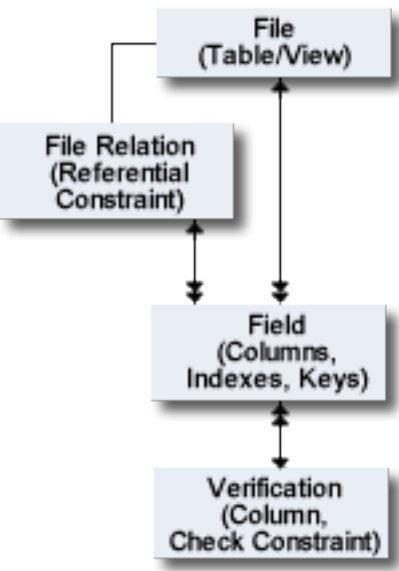 File
(Table/View)
File Relation
(Referential
Constraint)
Field
(Columns,
Indexes, Keys)
Verification
(Column,
Check Constraint)